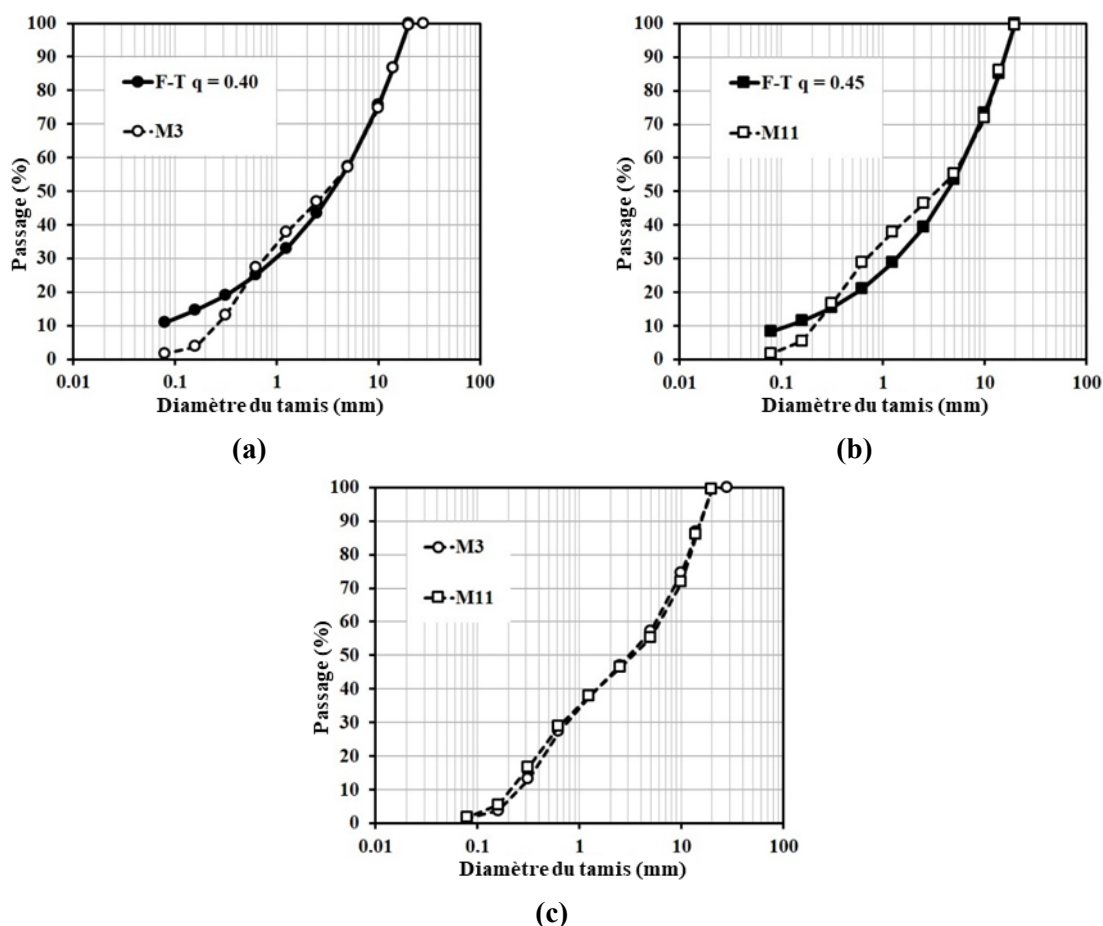 100
90
80
70
60
50
40
30
20
10
0
Passage (%)
F-T q = 0.40
M3
0.01 0.1 1 10 100
Diamètre du tamis (mm)
(a)
100
90
80
70
60
50
40
30
20
10
0
Passage (%)
F-T q = 0.45
M11
0.01 0.1 1 10 100
Diamètre du tamis (mm)
(b)
100
90
80
70
60
50
40
30
20
10
0
Passage (%)
M3
M11
0.01 0.1 1 10 100
Diamètre du tamis (mm)
(c)